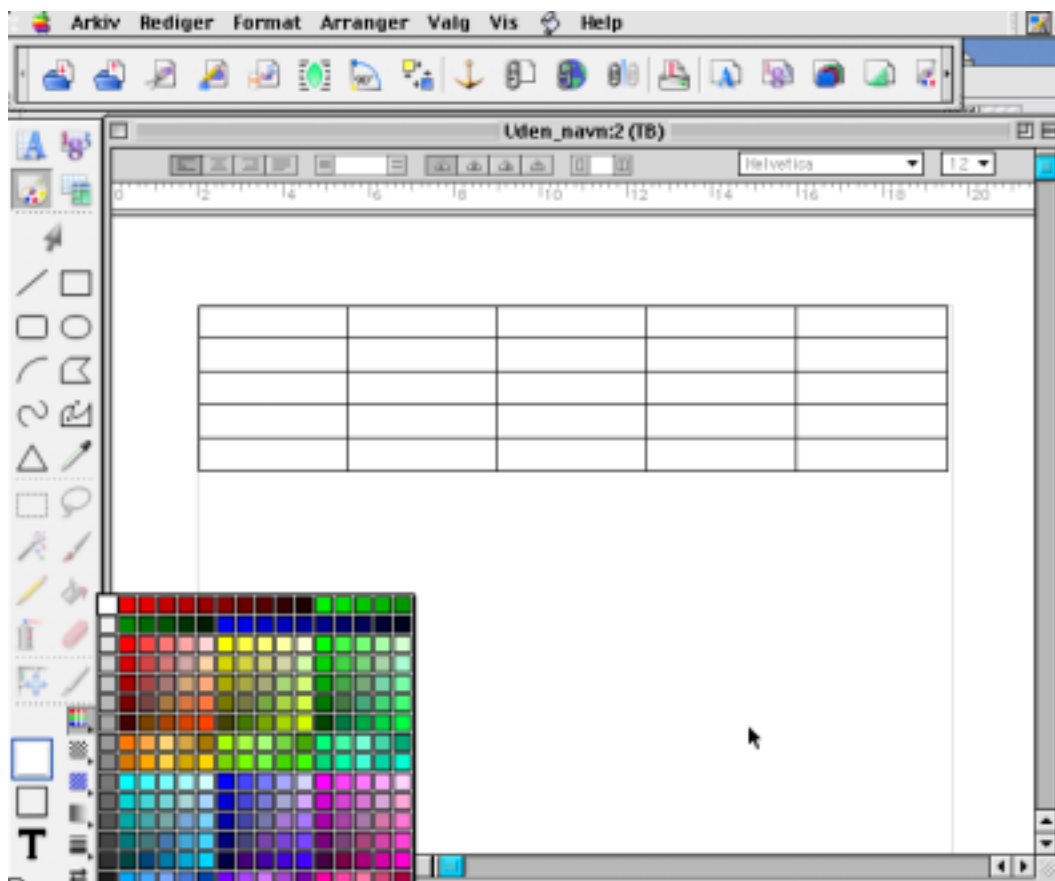 Arkiv Rediger Format Arranger Valg Vis Help
90°
A
Uden_navn:2 (TB)
A
Helvetica 12
0 2 4 6 8 10 12 14 16 18 20
T